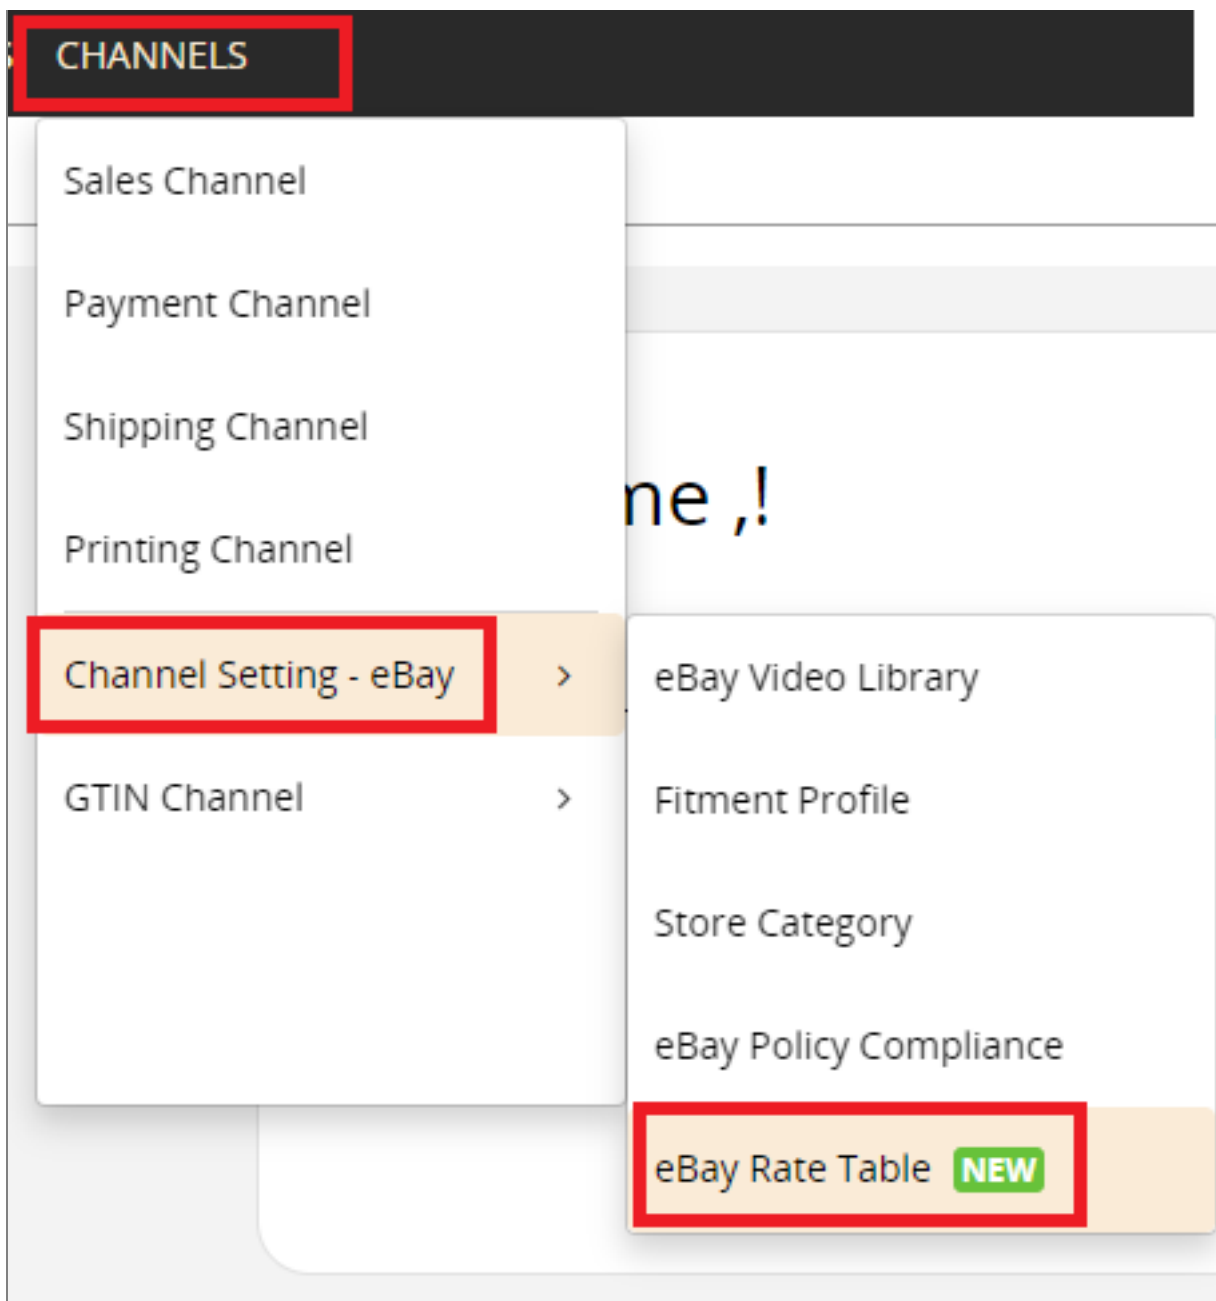 CHANNELS
Sales Channel
Payment Channel
Shipping Channel
me ,!
Printing Channel
Channel Setting - eBay
GTIN Channel
eBay Video Library
Fitment Profile
Store Category
eBay Policy Compliance
eBay Rate Table NEW